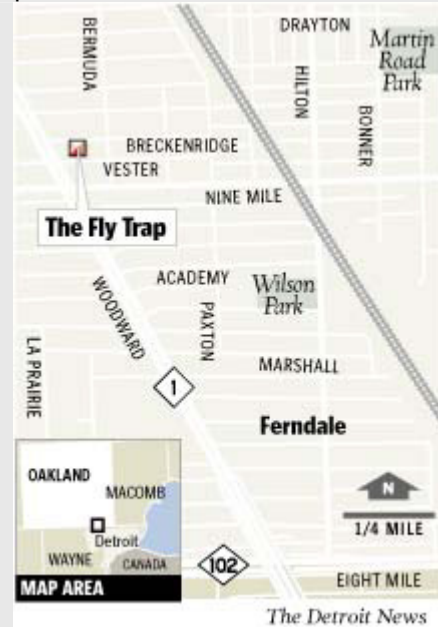 DRAYTON
BERMUDA
Martin
Road
Park
HILTON
BONNER
BRECKENRIDGE
VESTER
NINE MILE
The Fly Trap
ACADEMY
Wilson
Park
WOODWARD
PAXTON
LA PRAIRIE
MARSHALL
1
Ferndale
OAKLAND
MACOMB
Detroit
WAYNE
CANADA
MAP AREA
102
N
1/4 MILE
EIGHT MILE
The Detroit News